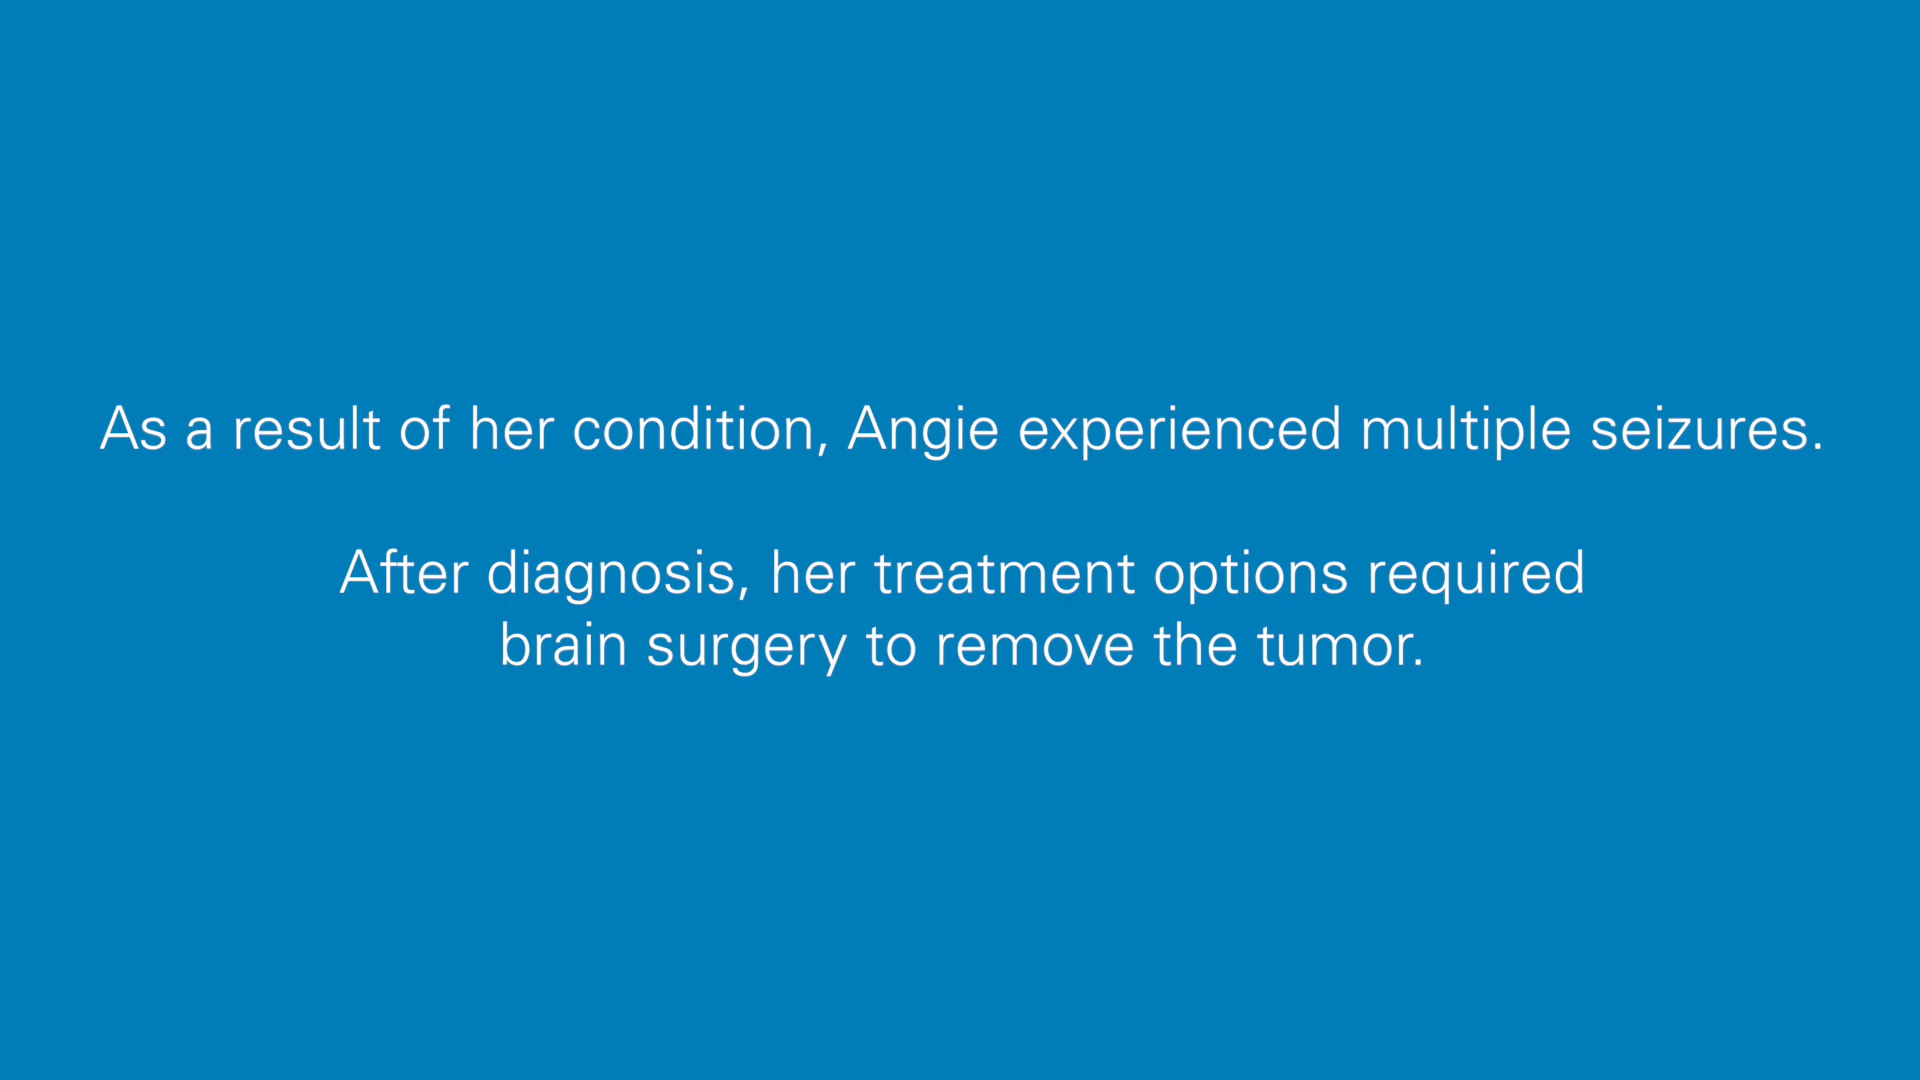 As a result of her condition, Angie experienced multiple seizures.
After diagnosis, her treatment options required
brain surgery to remove the tumor.